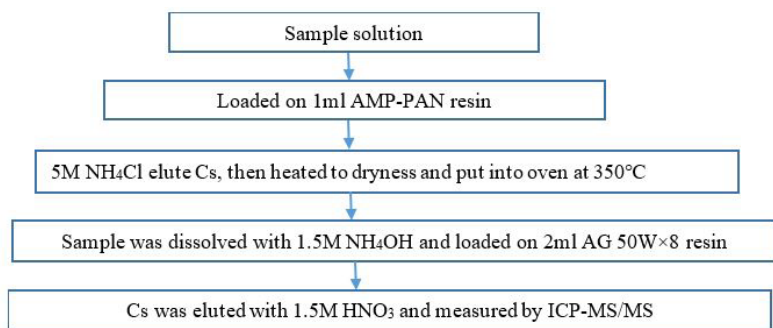 Sample solution
Loaded on 1ml AMP-PAN resin
5M NH₄Cl elute Cs, then heated to dryness and put into oven at 350℃
Sample was dissolved with 1.5M NH₄OH and loaded on 2ml AG 50W×8 resin
Cs was eluted with 1.5M HNO₃ and measured by ICP-MS/MS